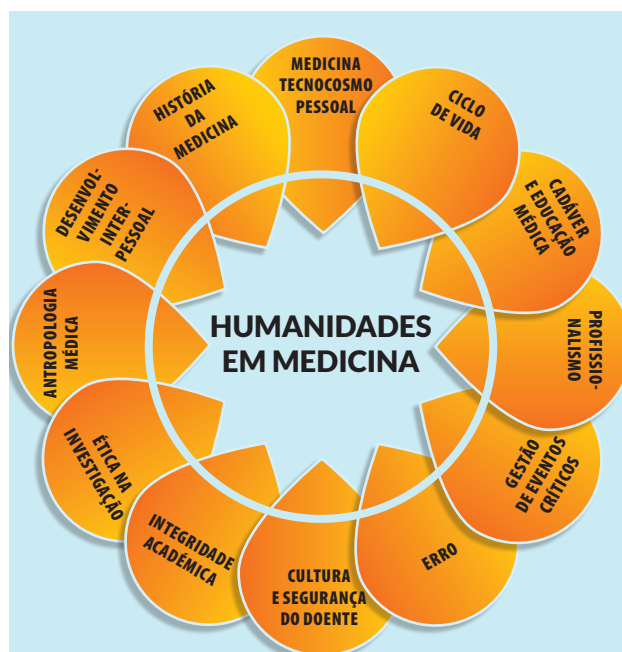 MEDICINA
TECNOCOSMO
PESSOAL
CICLO
DE VIDA
CADÁVER
E EDUCAÇÃO
MÉDICA
PROFISSIO-
NALISMO
GESTÃO
DE EVENTOS
CRÍTICOS
ERRO
CULTURA
E SEGURANÇA
DO DOENTE
INTEGRIDADE
ACADÉMICA
ÉTICA NA
INVESTIGAÇÃO
ANTROPOLOGIA
MÉDICA
DESENVOL-
VIMENTO
INTER-
PESSOAL
HISTÓRIA
DA
MEDICINA
HUMANIDADES
EM MEDICINA